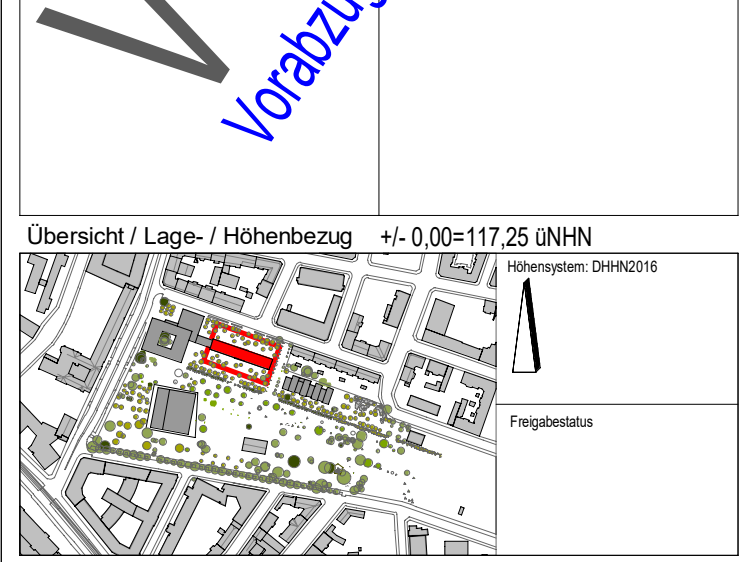 Vorabzug
Übersicht / Lage- / Höhenbezug +/- 0,00=117,25 üNHN
Höhensystem: DHHN2016
Freigabestatus